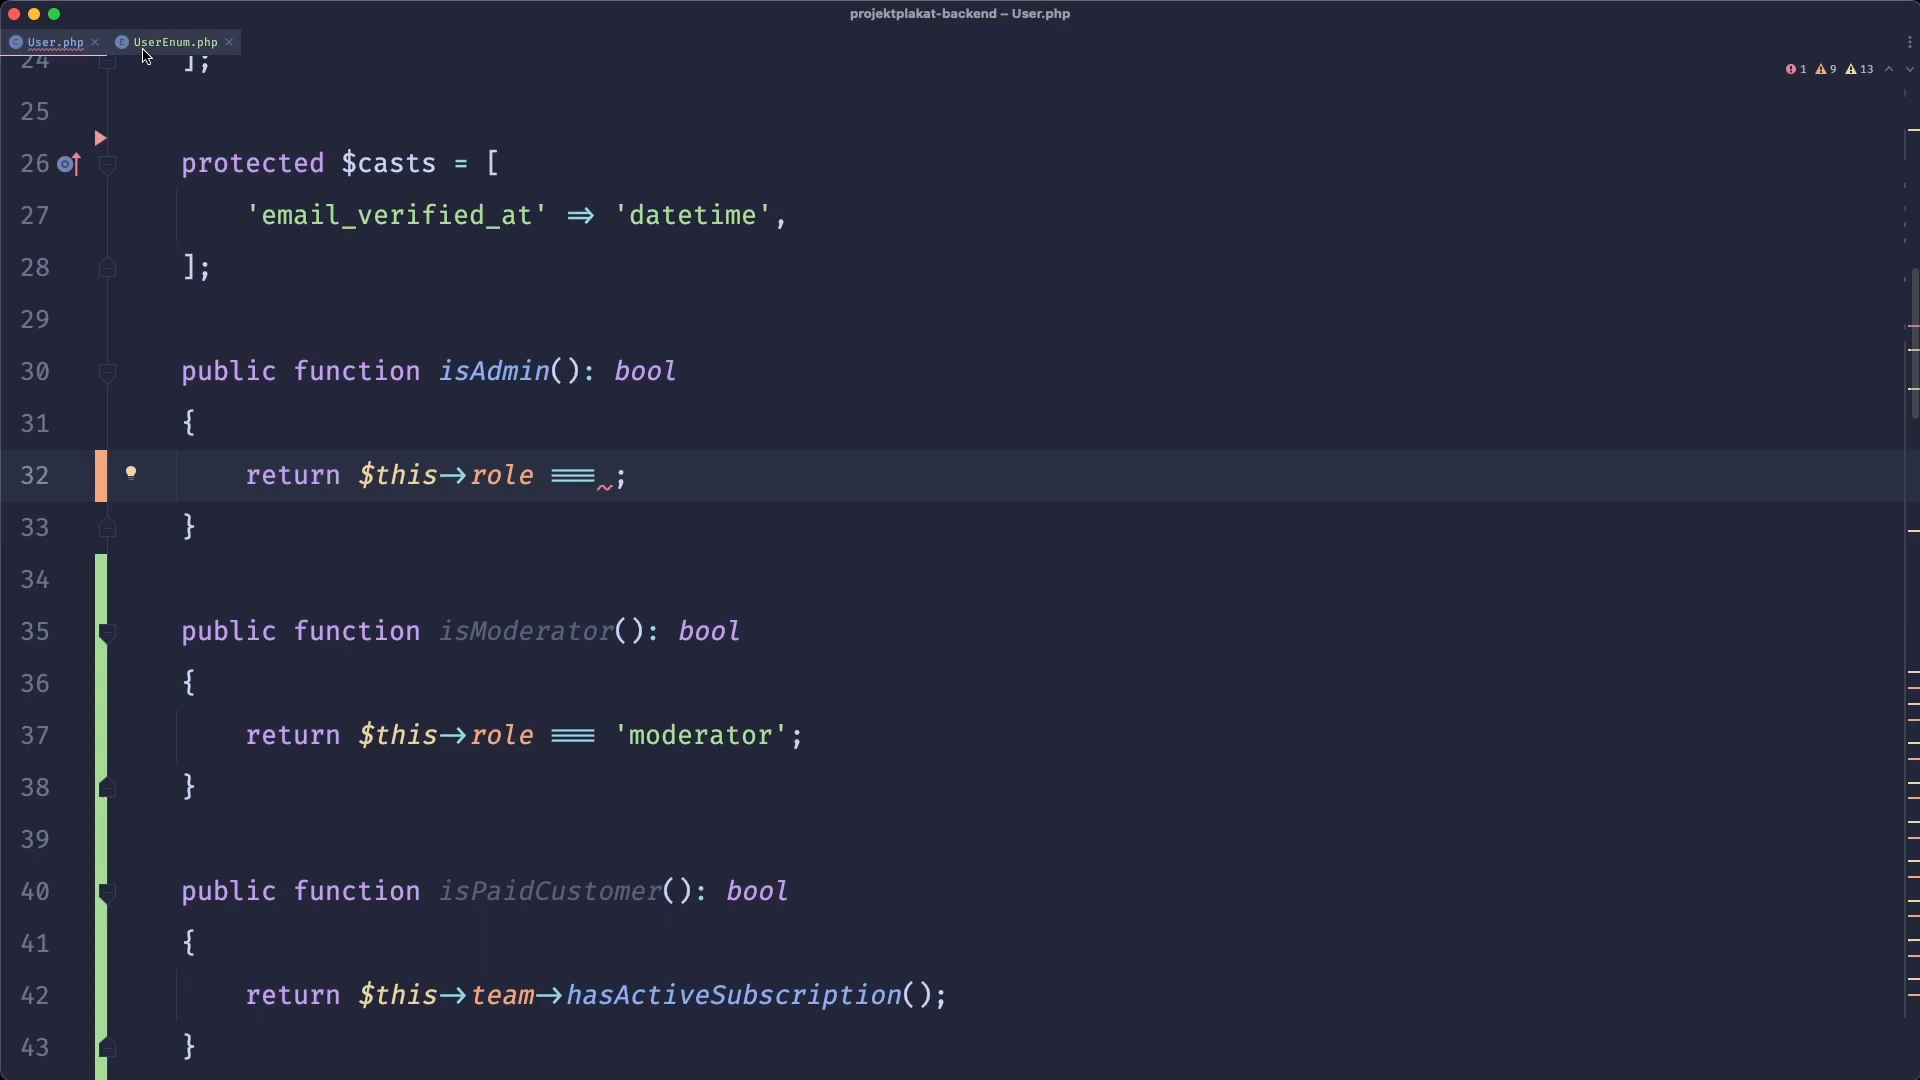 projektplakat-backend – User.php
User.php UserEnum.php
1 9 13
24 ];
25
26 protected $casts = [
27 'email_verified_at' => 'datetime',
28 ];
29
30 public function isAdmin(): bool
31 {
32 return $this->role === ;
33 }
34
35 public function isModerator(): bool
36 {
37 return $this->role === 'moderator';
38 }
39
40 public function isPaidCustomer(): bool
41 {
42 return $this->team->hasActiveSubscription();
43 }